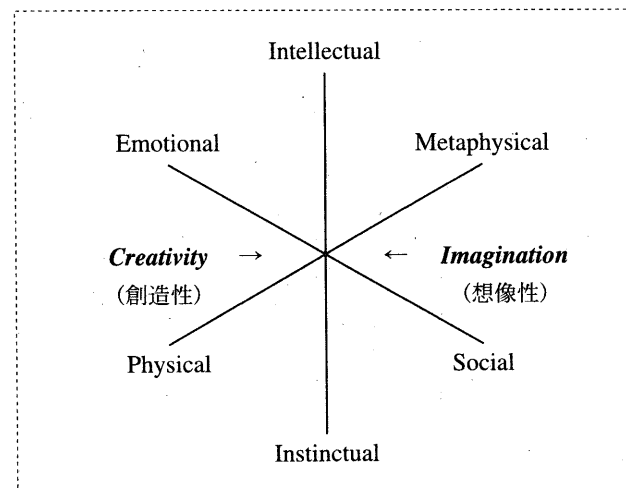 Intellectual
Emotional
Metaphysical
Creativity → ← Imagination
(創造性) (想像性)
Physical
Social
Instinctual